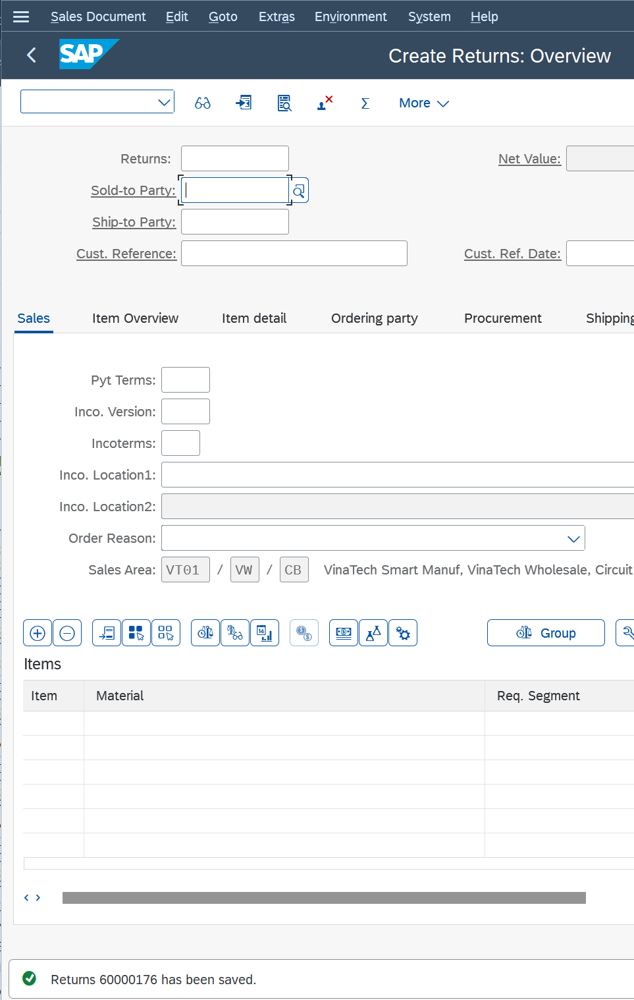 Sales Document Edit Goto Extras Environment System Help
SAP Create Returns: Overview
More
Returns: Net Value:
Sold-to Party:
Ship-to Party:
Cust. Reference: Cust. Ref. Date:
Sales Item Overview Item detail Ordering party Procurement Shipping
Pyt Terms:
Inco. Version:
Incoterms:
Inco. Location1:
Inco. Location2:
Order Reason:
Sales Area: VT01 / VW / CB VinaTech Smart Manuf, VinaTech Wholesale, Circuit
14 Group
Items
Item Material Req. Segment
Returns 60000176 has been saved.